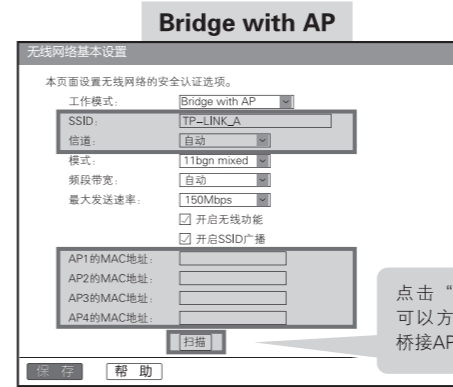 Bridge with AP
无线网络基本设置
本页面设置无线网络的安全认证选项。
工作模式： Bridge with AP
SSID： TP-LINK_A
信道： 自动
模式： 11bgn mixed
频段带宽： 自动
最大发送速率： 150Mbps
开启无线功能
开启SSID广播
AP1的MAC地址：
AP2的MAC地址：
AP3的MAC地址：
AP4的MAC地址：
点击“
可以方
桥接AP
扫描
保 存 帮 助